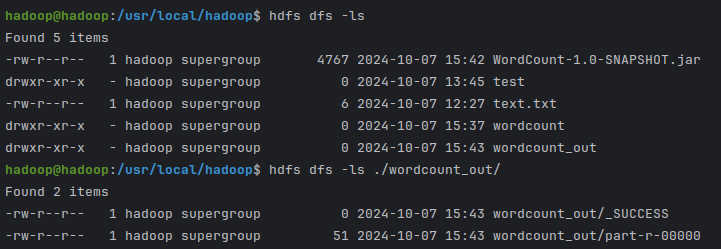 hadoop@hadoop:/usr/local/hadoop$ hdfs dfs -ls
Found 5 items
-rw-r--r--   1 hadoop supergroup       4767 2024-10-07 15:42 WordCount-1.0-SNAPSHOT.jar
drwxr-xr-x   - hadoop supergroup          0 2024-10-07 13:45 test
-rw-r--r--   1 hadoop supergroup          6 2024-10-07 12:27 text.txt
drwxr-xr-x   - hadoop supergroup          0 2024-10-07 15:37 wordcount
drwxr-xr-x   - hadoop supergroup          0 2024-10-07 15:43 wordcount_out
hadoop@hadoop:/usr/local/hadoop$ hdfs dfs -ls ./wordcount_out/
Found 2 items
-rw-r--r--   1 hadoop supergroup          0 2024-10-07 15:43 wordcount_out/_SUCCESS
-rw-r--r--   1 hadoop supergroup         51 2024-10-07 15:43 wordcount_out/part-r-00000